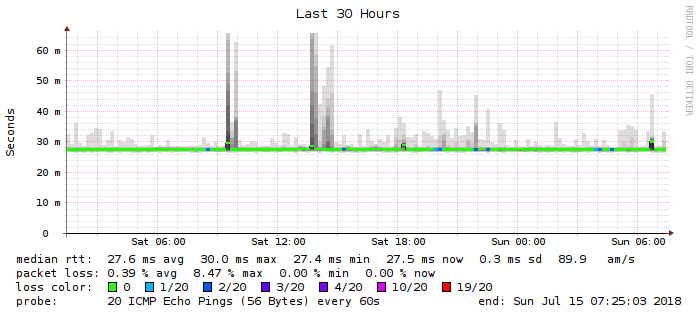 Last 30 Hours
RRDTOOL / TOBI OETIKER
Seconds
60 m
50 m
40 m
30 m
20 m
10 m
0
Sat 06:00 Sat 12:00 Sat 18:00 Sun 00:00 Sun 06:00
median rtt: 27.6 ms avg 30.0 ms max 27.4 ms min 27.5 ms now 0.3 ms sd 89.9 am/s
packet loss: 0.39 % avg 8.47 % max 0.00 % min 0.00 % now
loss color: 0 1/20 2/20 3/20 4/20 10/20 19/20
probe: 20 ICMP Echo Pings (56 Bytes) every 60s end: Sun Jul 15 07:25:03 2018